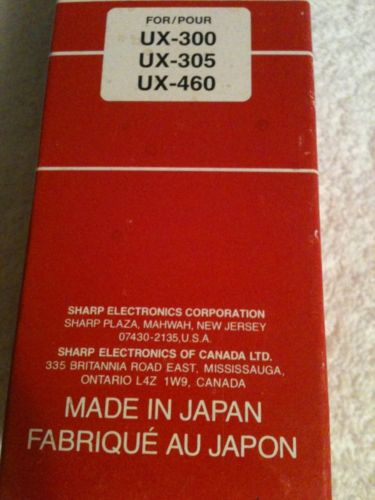 FOR/POUR
UX-300
UX-305
UX-460
SHARP ELECTRONICS CORPORATION
SHARP PLAZA, MAHWAH, NEW JERSEY
07430-2135, U.S.A.
SHARP ELECTRONICS OF CANADA LTD.
335 BRITANNIA ROAD EAST, MISSISSAUGA,
ONTARIO L4Z 1W9, CANADA
MADE IN JAPAN
FABRIQUÉ AU JAPON